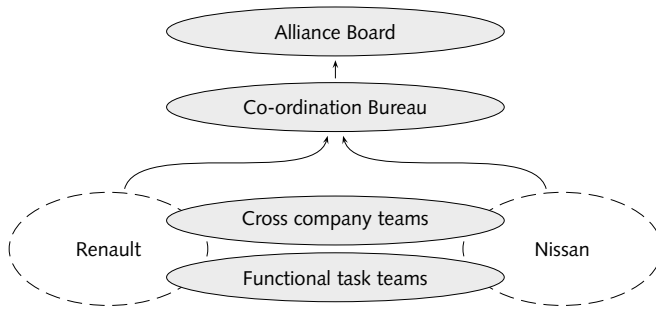 Alliance Board
Co-ordination Bureau
Cross company teams
Renault
Nissan
Functional task teams